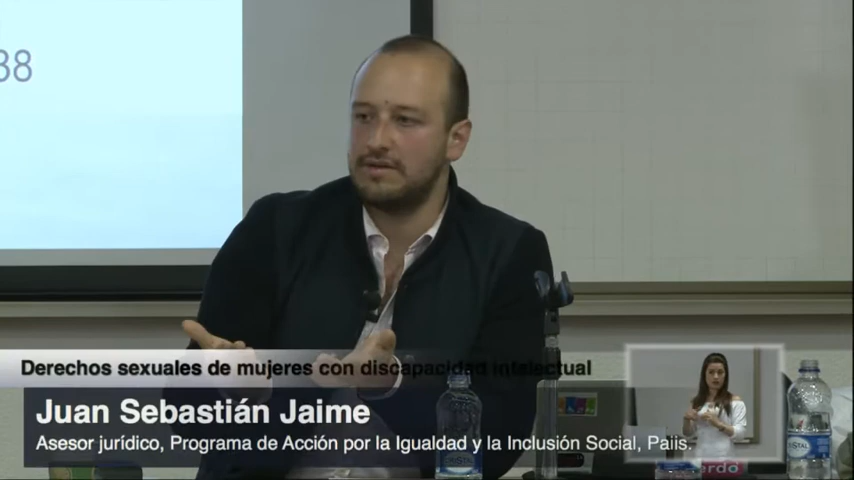 38
Derechos sexuales de mujeres con discapacidad intelectual
Juan Sebastián Jaime
Asesor jurídico, Programa de Acción por la Igualdad y la Inclusión Social, Paiis.